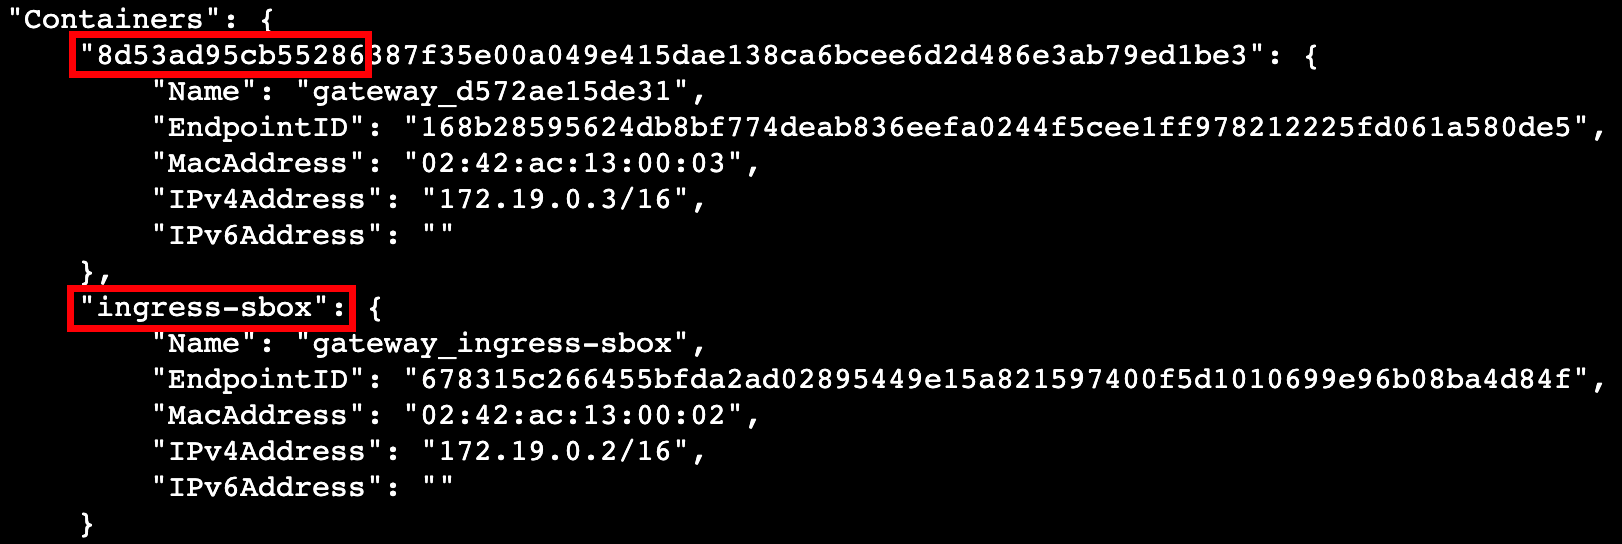 "Containers": {
"8d53ad95cb55286387f35e00a049e415dae138ca6bcee6d2d486e3ab79ed1be3": {
"Name": "gateway_d572ae15de31",
"EndpointID": "168b28595624db8bf774deab836eefa0244f5cee1ff978212225fd061a580de5",
"MacAddress": "02:42:ac:13:00:03",
"IPv4Address": "172.19.0.3/16",
"IPv6Address": ""
},
"ingress-sbox": {
"Name": "gateway_ingress-sbox",
"EndpointID": "678315c266455bfda2ad02895449e15a821597400f5d1010699e96b08ba4d84f",
"MacAddress": "02:42:ac:13:00:02",
"IPv4Address": "172.19.0.2/16",
"IPv6Address": ""
}